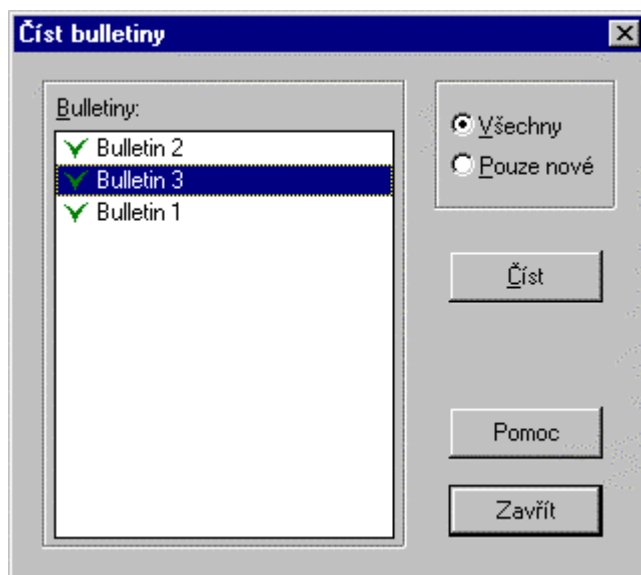 Číst bulletiny
Bulletiny:
Bulletin 2
Bulletin 3
Bulletin 1
Všechny
Pouze nové
Číst
Pomoc
Zavřít